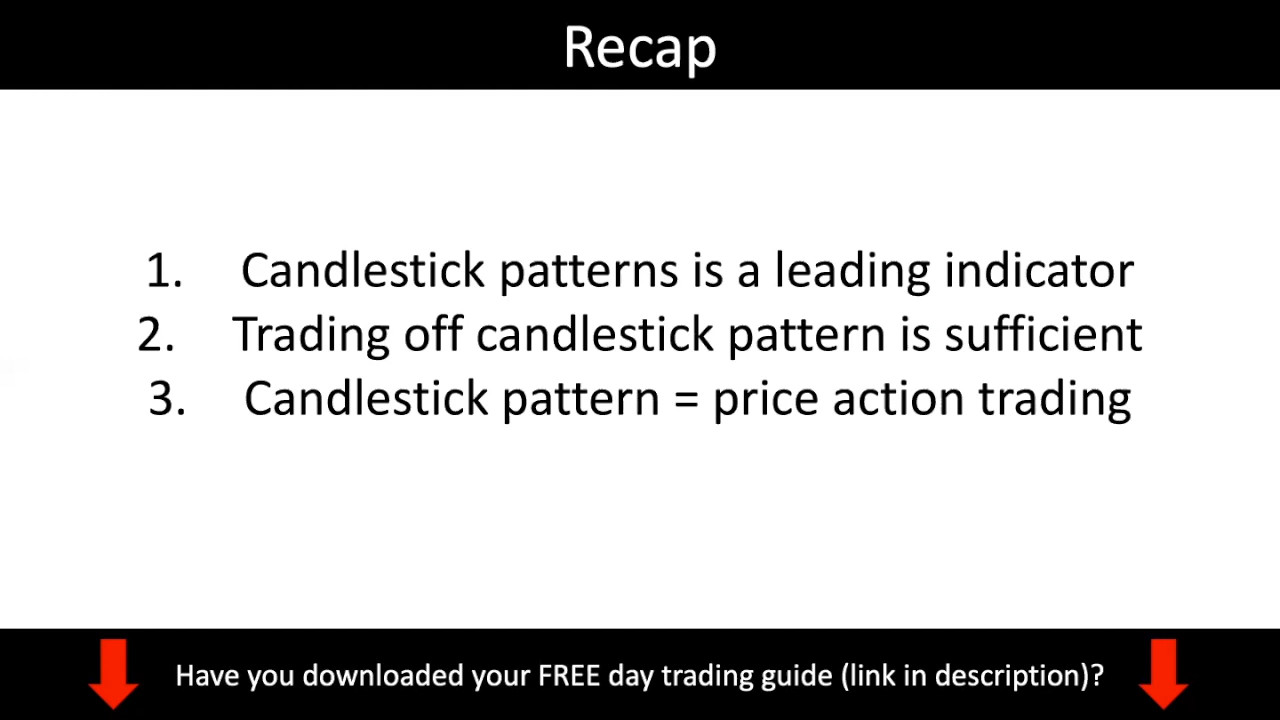 Recap
1. Candlestick patterns is a leading indicator
2. Trading off candlestick pattern is sufficient
3. Candlestick pattern = price action trading
Have you downloaded your FREE day trading guide (link in description)?